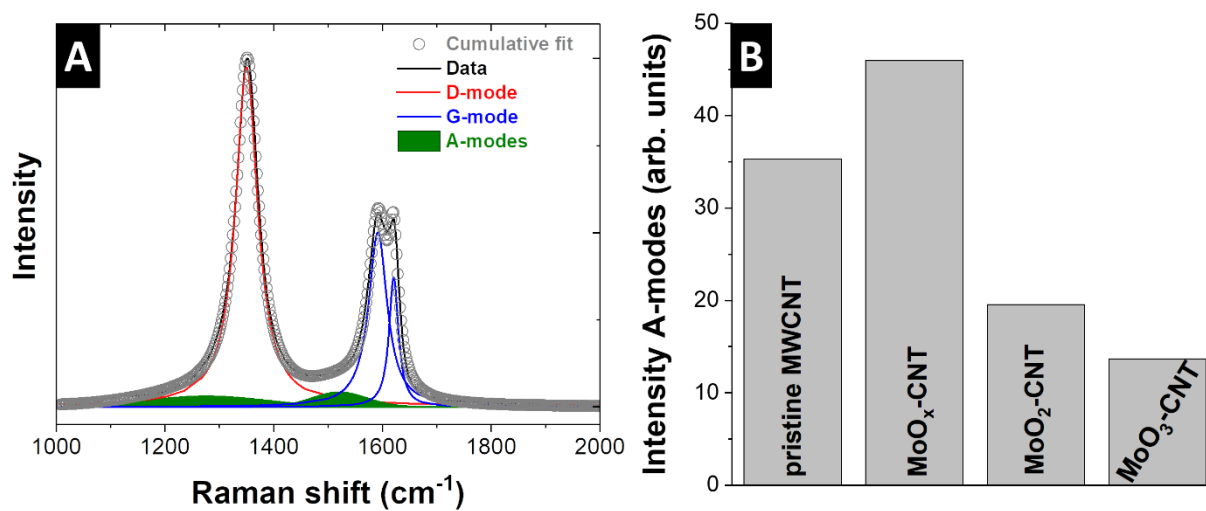 A
Cumulative fit
Data
D-mode
G-mode
A-modes
Intensity
1000 1200 1400 1600 1800 2000
Raman shift (cm⁻¹)
B
Intensity A-modes (arb. units)
50
40
30
20
10
0
pristine MWCNT
MoOₓ-CNT
MoO₂-CNT
MoO₃-CNT